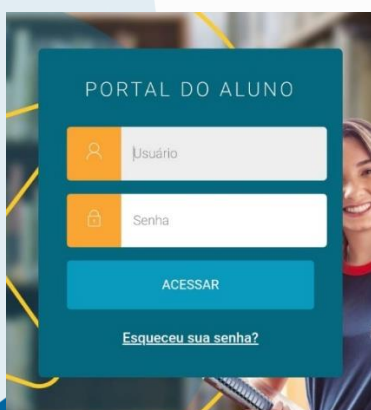 PORTAL DO ALUNO
Usuário
Senha
ACESSAR
Esqueceu sua senha?